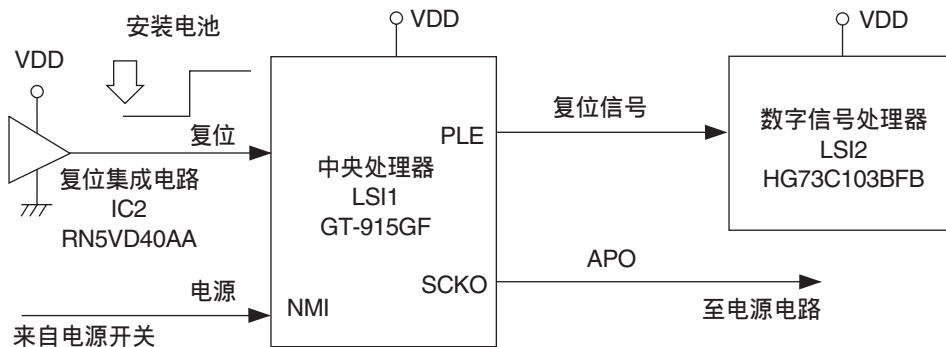 安装电池
VDD
VDD
VDD
复位
PLE
复位信号
数字信号处理器
LSI2
HG73C103BFB
中央处理器
LSI1
GT-915GF
复位集成电路
IC2
RN5VD40AA
电源
NMI
SCKO
APO
来自电源开关
至电源电路